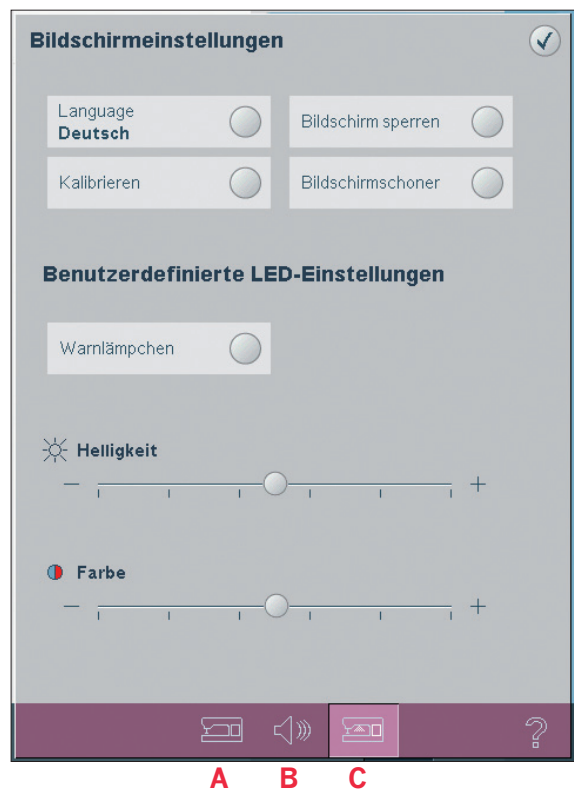 Bildschirmeinstellungen
Language
Deutsch
Bildschirm sperren
Kalibrieren
Bildschirmschoner
Benutzerdefinierte LED-Einstellungen
Warnlämpchen
Helligkeit
− +
Farbe
− +
?
A B C